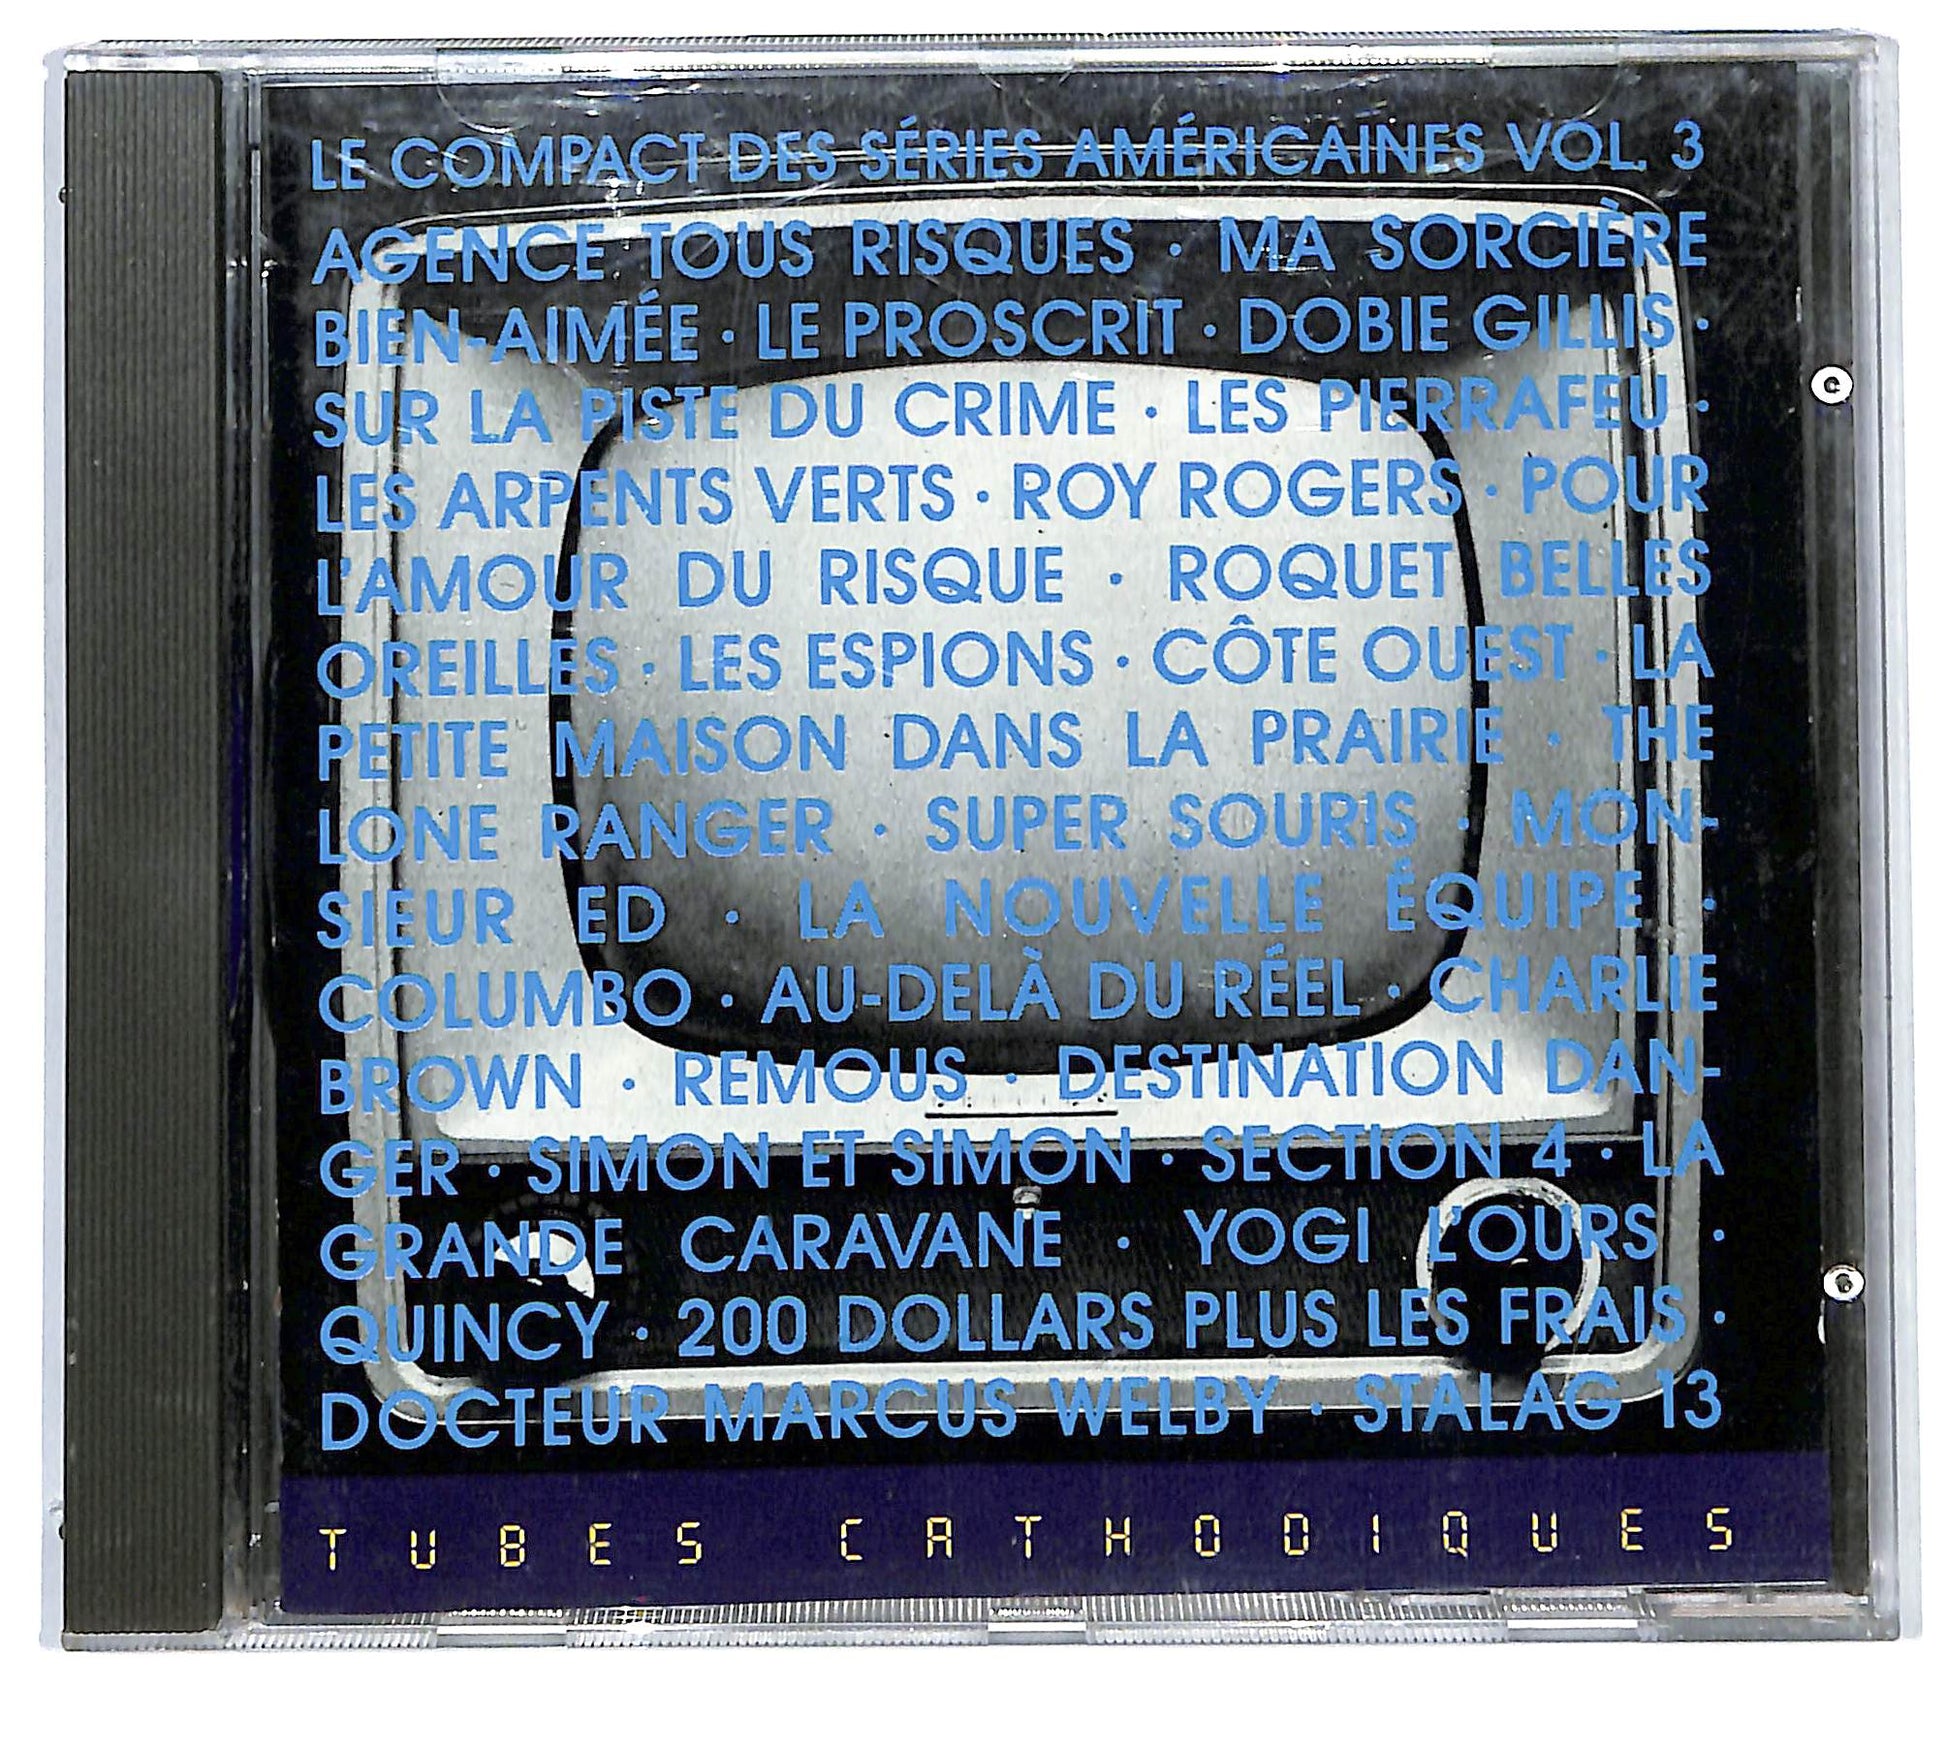 LE COMPACT DES SÉRIES AMÉRICAINES VOL. 3
AGENCE TOUS RISQUES · MA SORCIÈRE
BIEN-AIMÉE · LE PROSCRIT · DOBIE GILLIS ·
SUR LA PISTE DU CRIME · LES PIERRAFEU ·
LES ARPENTS VERTS · ROY ROGERS · POUR
L'AMOUR DU RISQUE · ROQUET BELLES
OREILLES · LES ESPIONS · CÔTE OUEST · LA
PETITE MAISON DANS LA PRAIRIE · THE
LONE RANGER · SUPER SOURIS · MON-
SIEUR ED · LA NOUVELLE ÉQUIPE ·
COLUMBO · AU-DELÀ DU RÉEL · CHARLIE
BROWN · REMOUS · DESTINATION DAN-
GER · SIMON ET SIMON · SECTION 4 · LA
GRANDE CARAVANE · YOGI L'OURS ·
QUINCY · 200 DOLLARS PLUS LES FRAIS ·
DOCTEUR MARCUS WELBY · STALAG 13
TUBES CATHODIQUES